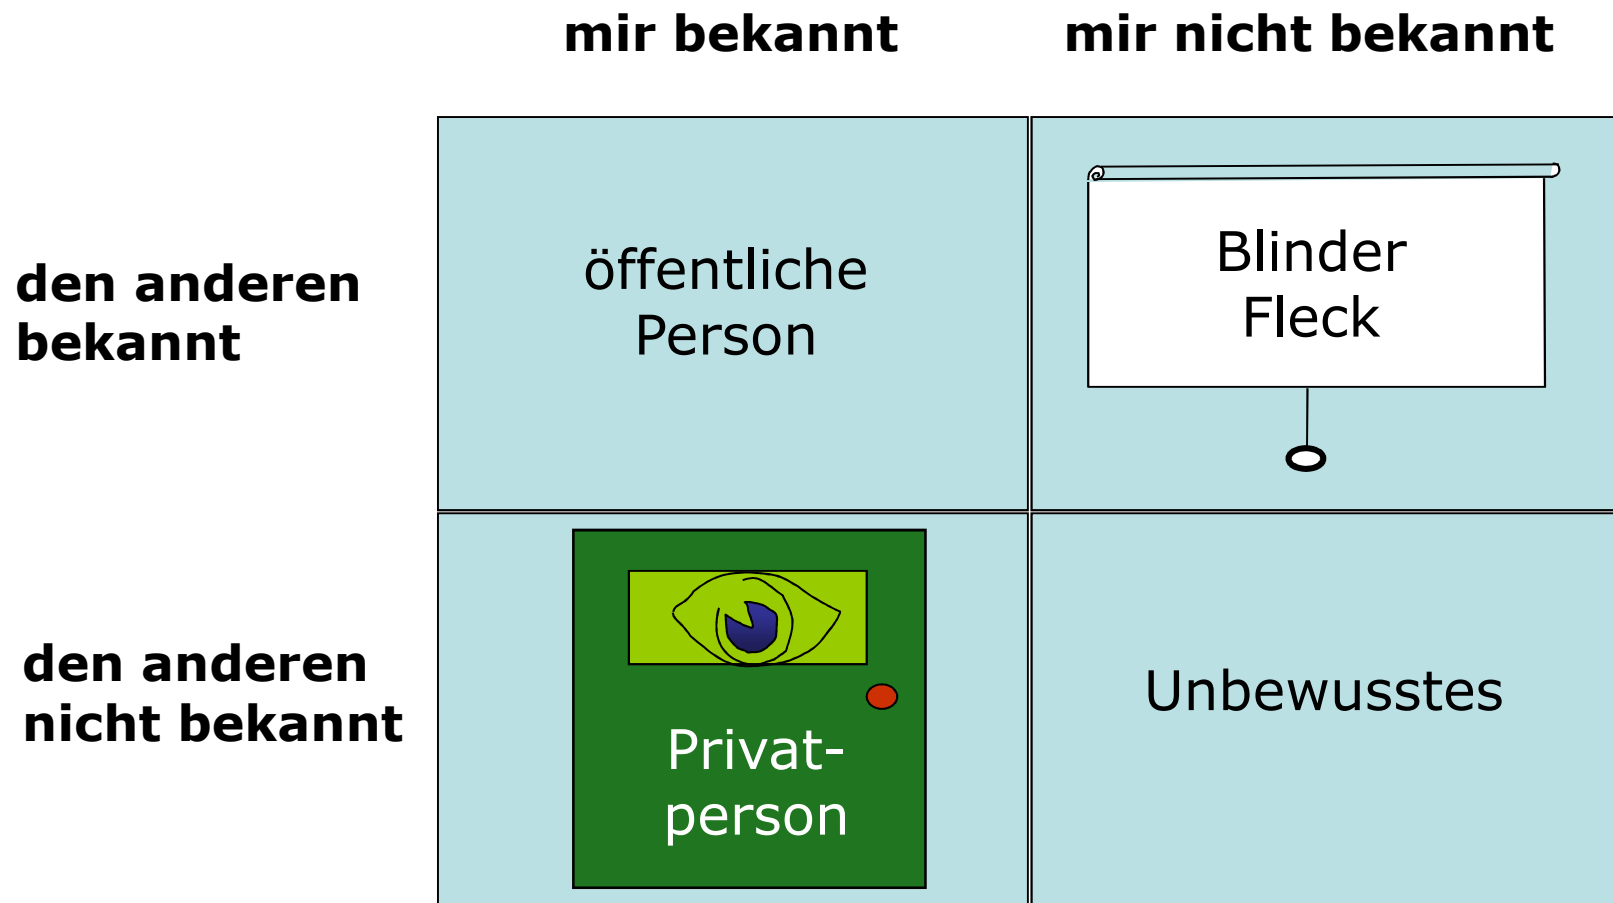 mir bekannt
mir nicht bekannt
den anderen
bekannt
öffentliche
Person
Blinder
Fleck
den anderen
nicht bekannt
Privat-
person
Unbewusstes